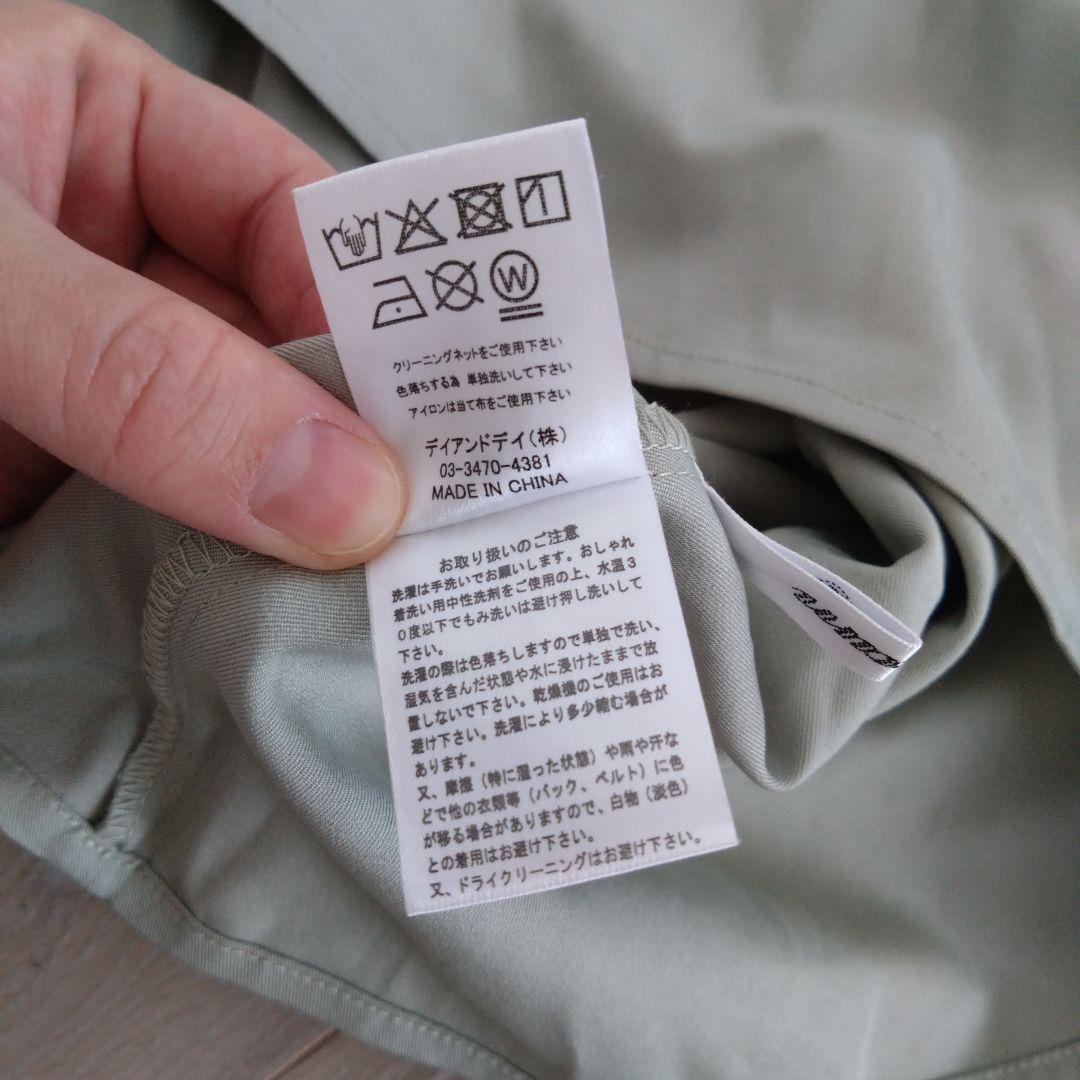 W
クリーニングネットをご使用下さい
色落ちする為 単独洗いして下さい
アイロンは当て布をご使用下さい
デイアンドデイ(株)
03-3470-4381
MADE IN CHINA
お取り扱いのご注意
洗濯は手洗いでお願いします。おしゃれ
着洗い用中性洗剤をご使用の上、水温3
0度以下でもみ洗いは避け押し洗いして
下さい。
洗濯の際は色落ちしますので単独で洗い、
湿気を含んだ状態や水に浸けたままで放
置しないで下さい。乾燥機のご使用はお
避け下さい。洗濯により多少縮む場合が
あります。
又、摩擦(特に湿った状態)や雨や汗な
どで他の衣類等(バック、ベルト)に色
が移る場合がありますので、白物(淡色)
との着用はお避け下さい。
又、ドライクリーニングはお避け下さい。